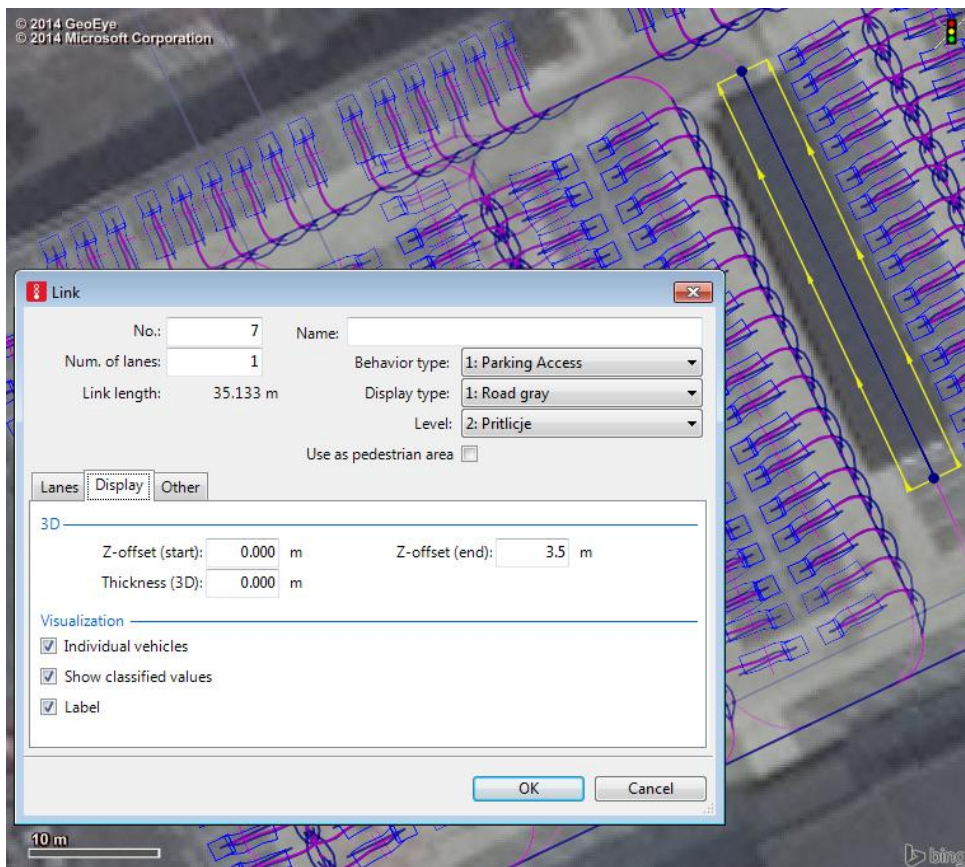 © 2014 GeoEye
© 2014 Microsoft Corporation
Link
No.: 7 Name:
Num. of lanes: 1 Behavior type: 1: Parking Access
Link length: 35.133 m Display type: 1: Road gray
Level: 2: Pritlicje
Use as pedestrian area
Lanes Display Other
3D
Z-offset (start): 0.000 m Z-offset (end): 3.5 m
Thickness (3D): 0.000 m
Visualization
Individual vehicles
Show classified values
Label
OK Cancel
10 m
bing